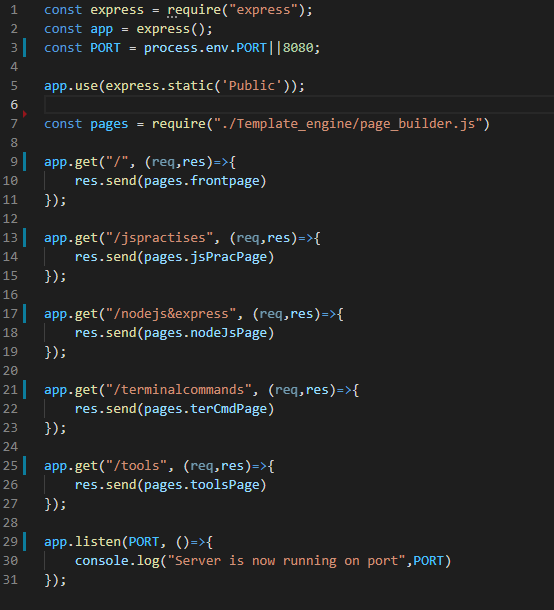 1 const express = require("express");
2 const app = express();
3 const PORT = process.env.PORT||8080;
4
5 app.use(express.static('Public'));
6
7 const pages = require("./Template_engine/page_builder.js")
8
9 app.get("/", (req,res)=>{
10     res.send(pages.frontpage)
11 });
12
13 app.get("/jspractises", (req,res)=>{
14     res.send(pages.jsPracPage)
15 });
16
17 app.get("/nodejs&express", (req,res)=>{
18     res.send(pages.nodeJsPage)
19 });
20
21 app.get("/terminalcommands", (req,res)=>{
22     res.send(pages.terCmdPage)
23 });
24
25 app.get("/tools", (req,res)=>{
26     res.send(pages.toolsPage)
27 });
28
29 app.listen(PORT, ()=>{
30     console.log("Server is now running on port",PORT)
31 });